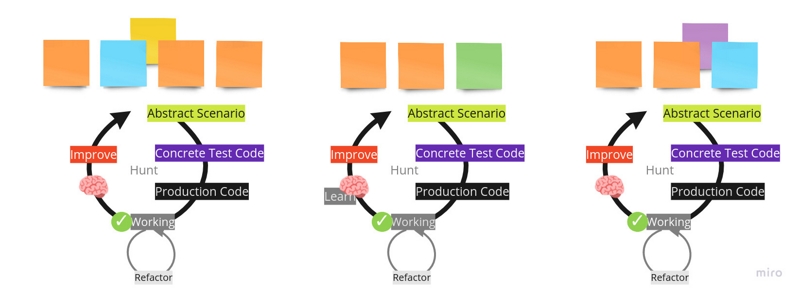 Abstract Scenario
Improve
Concrete Test Code
Hunt
Production Code
Working
Refactor
Abstract Scenario
Improve
Concrete Test Code
Hunt
Learn
Production Code
Working
Refactor
Abstract Scenario
Improve
Concrete Test Code
Hunt
Production Code
Working
Refactor
miro